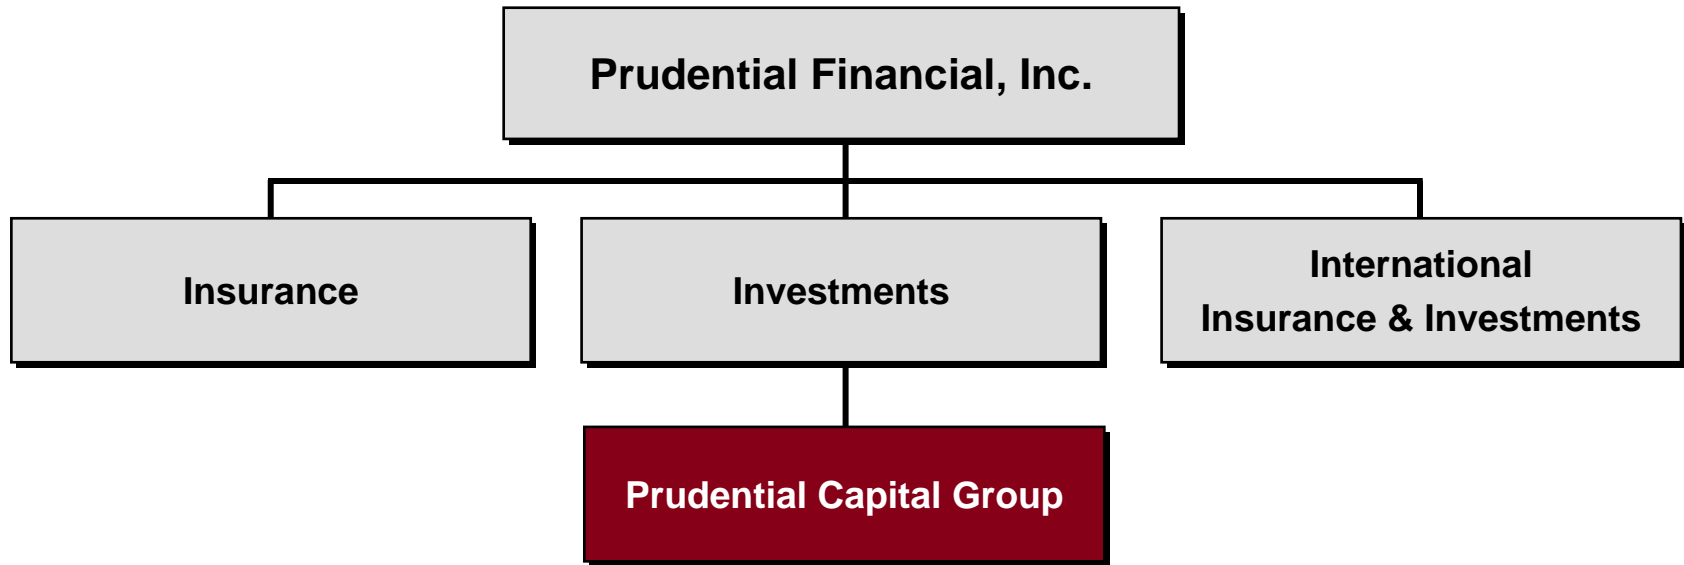 Prudential Financial, Inc.
Insurance
Investments
International
Insurance & Investments
Prudential Capital Group